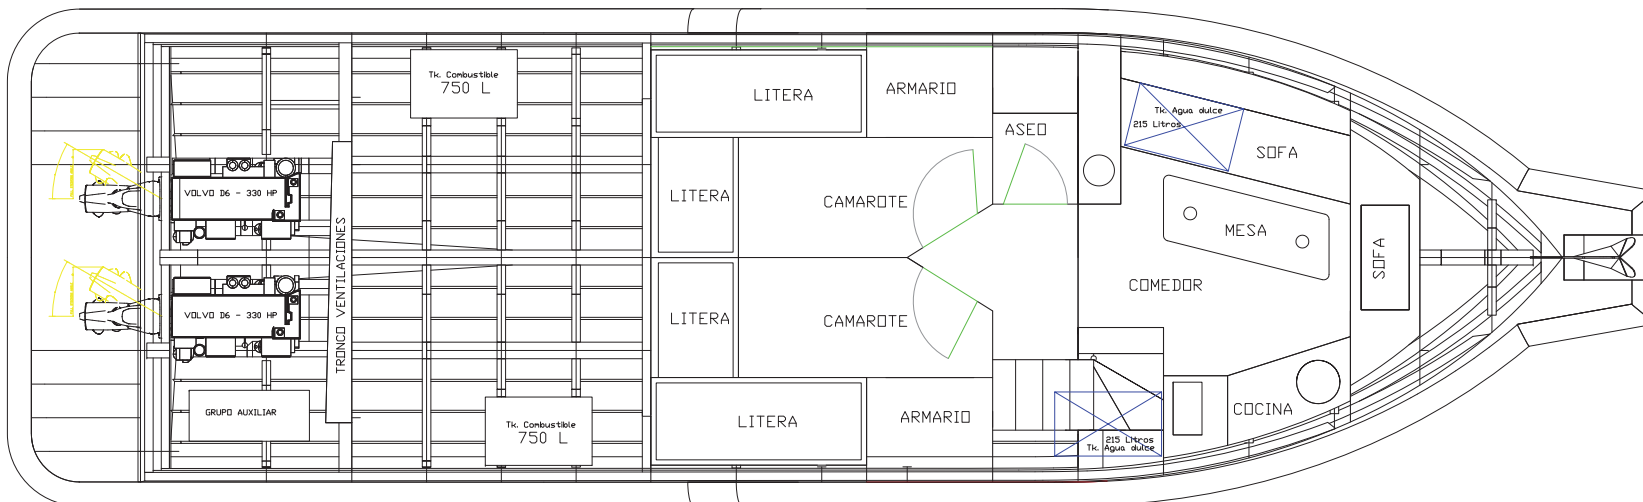 Tk. Combustible
750 L
LITERA
ARMARIO
ASEO
Tk. Agua dulce
215 Litros
SOFA
VOLVO D6 - 330 HP
LITERA
CAMAROTE
MESA
SOFA
TRONCO VENTILACIONES
COMEDOR
VOLVO D6 - 330 HP
LITERA
CAMAROTE
GRUPO AUXILIAR
Tk. Combustible
750 L
LITERA
ARMARIO
COCINA
215 Litros
Tk. Agua dulce